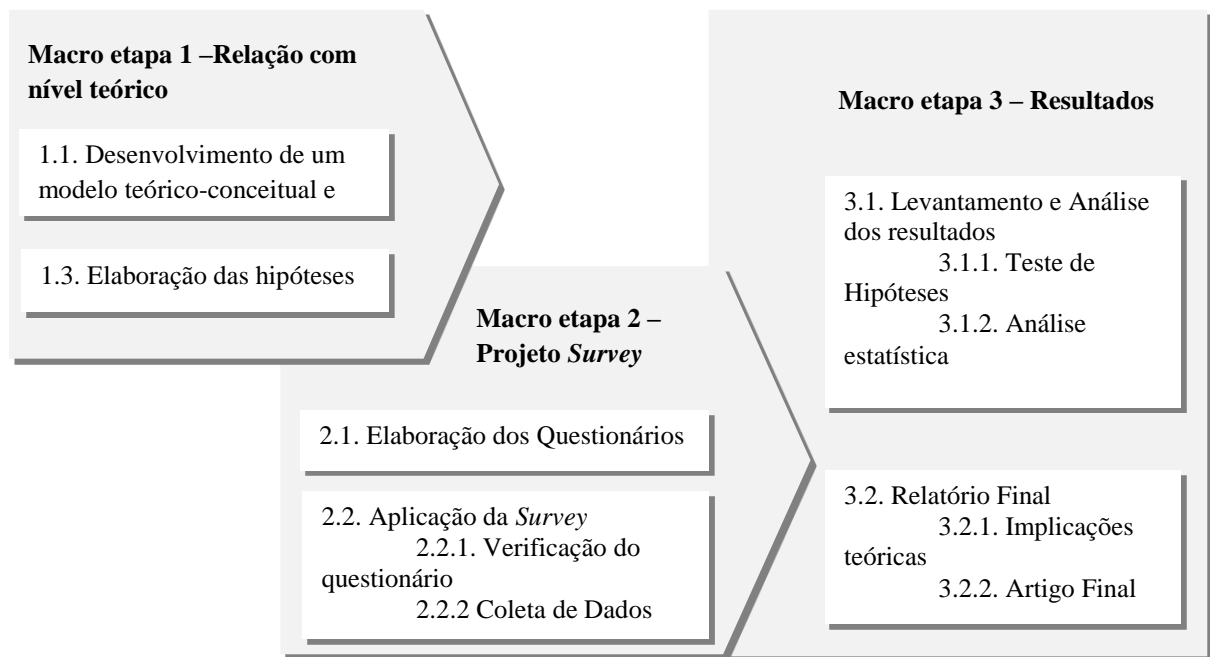 Macro etapa 1 –Relação com
nível teórico
1.1. Desenvolvimento de um
modelo teórico-conceitual e
1.3. Elaboração das hipóteses
Macro etapa 2 –
Projeto Survey
2.1. Elaboração dos Questionários
2.2. Aplicação da Survey
2.2.1. Verificação do
questionário
2.2.2 Coleta de Dados
Macro etapa 3 – Resultados
3.1. Levantamento e Análise
dos resultados
3.1.1. Teste de
Hipóteses
3.1.2. Análise
estatística
3.2. Relatório Final
3.2.1. Implicações
teóricas
3.2.2. Artigo Final